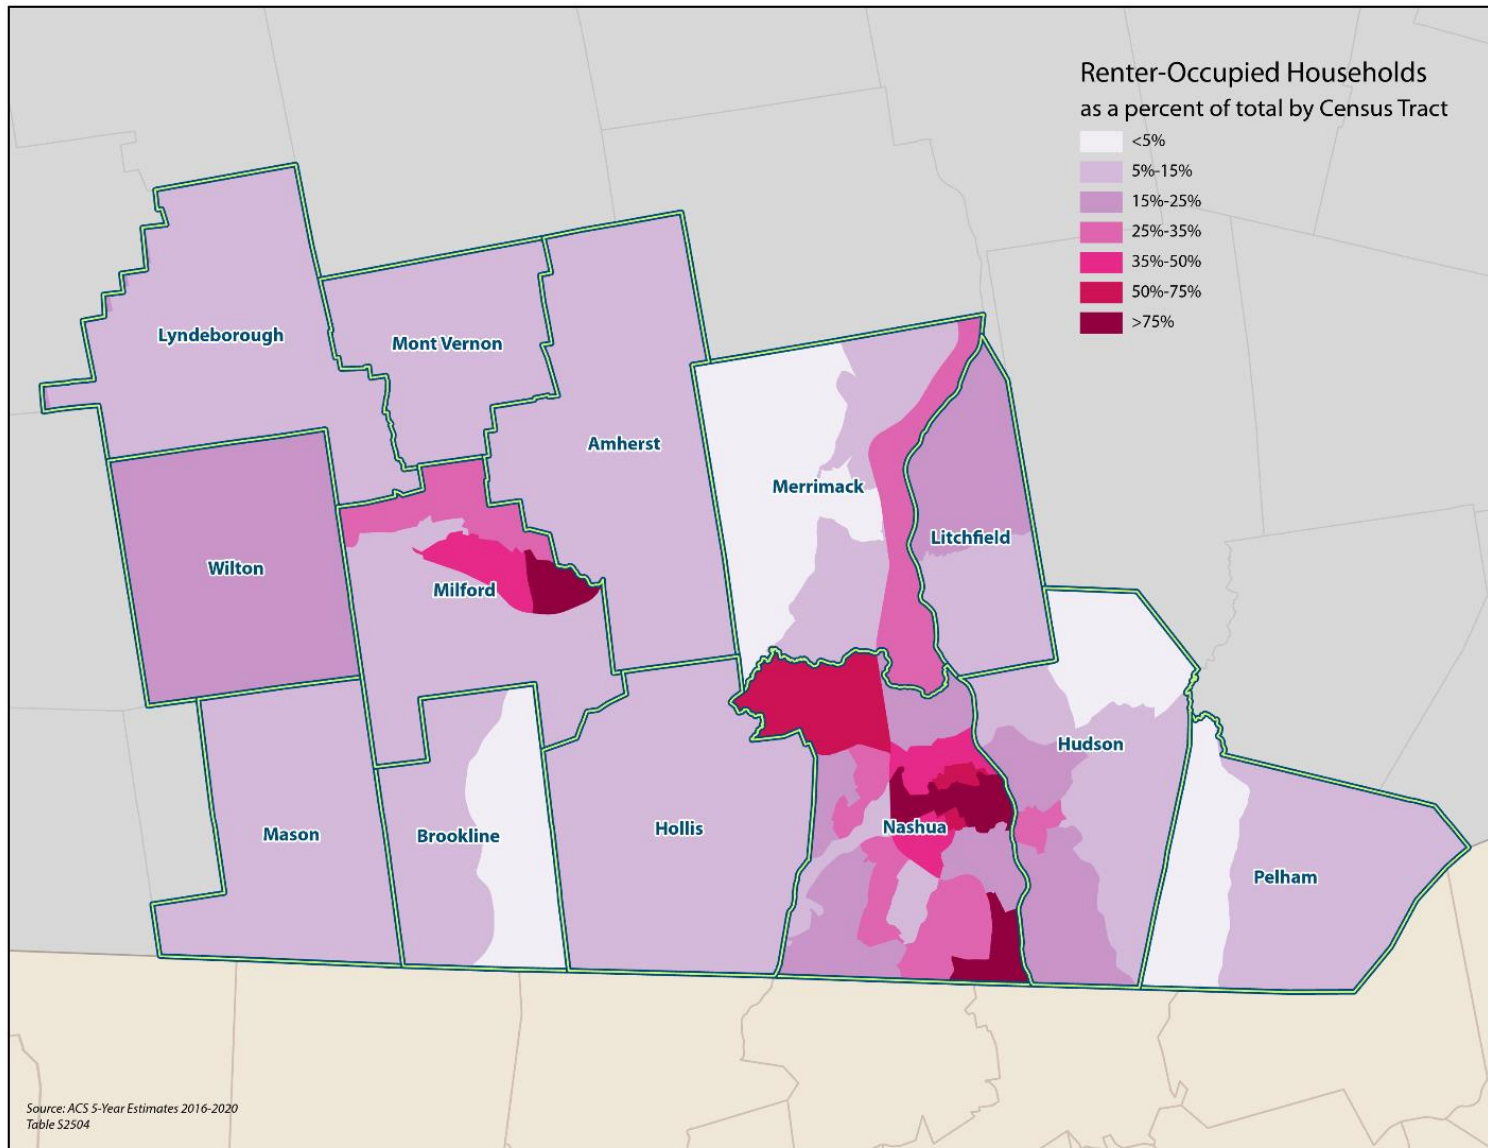 Renter-Occupied Households
as a percent of total by Census Tract
<5%
5%-15%
15%-25%
25%-35%
35%-50%
50%-75%
>75%
Lyndeborough
Mont Vernon
Amherst
Merrimack
Litchfield
Wilton
Milford
Hudson
Mason
Brookline
Hollis
Nashua
Pelham
Source: ACS 5-Year Estimates 2016-2020
Table S2504